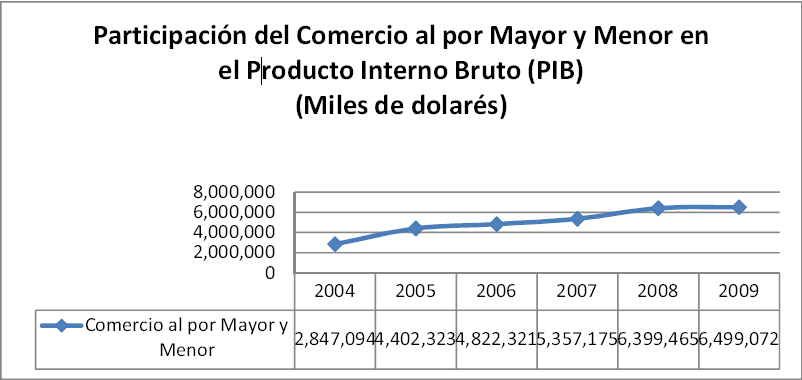 Participación del Comercio al por Mayor y Menor en
el Producto Interno Bruto (PIB)
(Miles de dolarés)
8,000,000
6,000,000
4,000,000
2,000,000
0
2004 2005 2006 2007 2008 2009
Comercio al por Mayor y
Menor
2,847,094 4,402,323 4,822,321 5,357,175 6,399,465 6,499,072